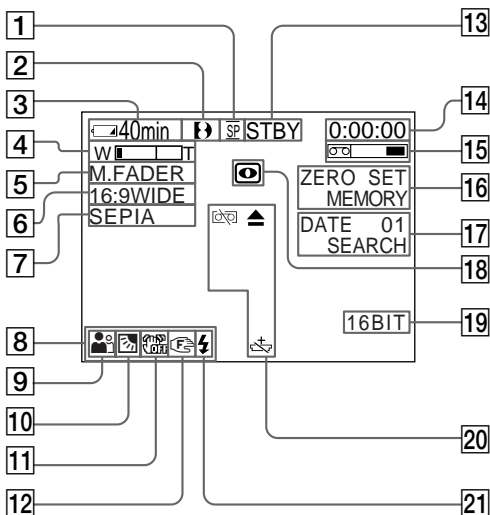 1
13
2
3
14
40min SP STBY 0:00:00
4
W T
15
5
M.FADER
ZERO SET
MEMORY
16
6
16:9WIDE
7
SEPIA
DATE 01
SEARCH
17
18
16BIT
19
8
OFF
F
9
10
20
11
12
21